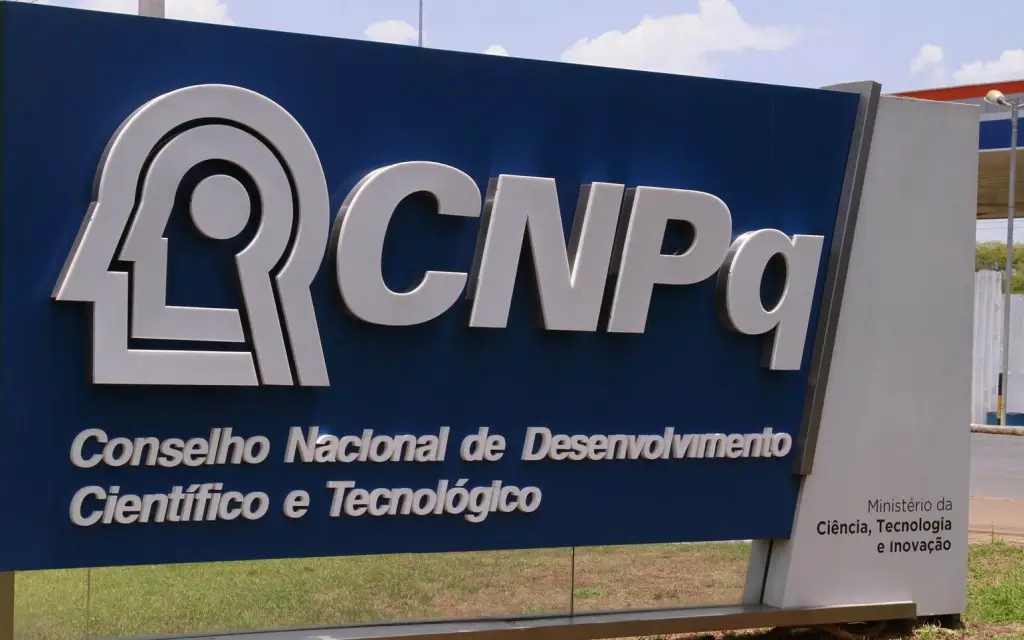 CNPq
Conselho Nacional de Desenvolvimento
Científico e Tecnológico
Ministério da
Ciência, Tecnologia
e Inovação